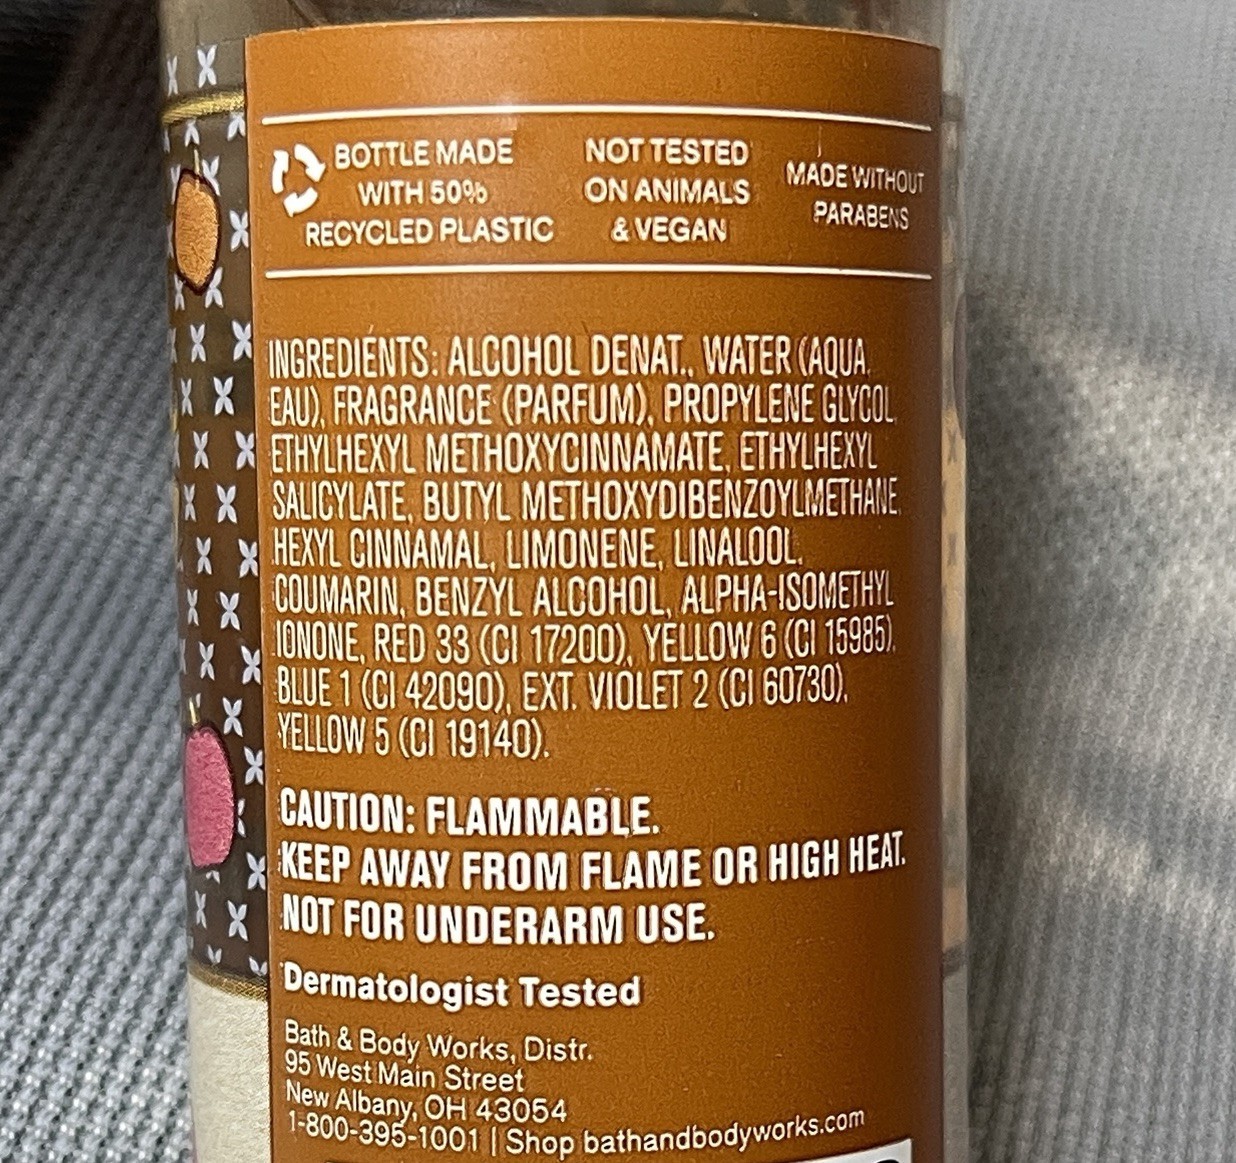 BOTTLE MADE
WITH 50%
RECYCLED PLASTIC
NOT TESTED
ON ANIMALS
& VEGAN
MADE WITHOUT
PARABENS
INGREDIENTS: ALCOHOL DENAT., WATER (AQUA,
EAU), FRAGRANCE (PARFUM), PROPYLENE GLYCOL,
ETHYLHEXYL METHOXYCINNAMATE, ETHYLHEXYL
SALICYLATE, BUTYL METHOXYDIBENZOYLMETHANE,
HEXYL CINNAMAL, LIMONENE, LINALOOL,
COUMARIN, BENZYL ALCOHOL, ALPHA-ISOMETHYL
IONONE, RED 33 (CI 17200), YELLOW 6 (CI 15985),
BLUE 1 (CI 42090), EXT. VIOLET 2 (CI 60730),
YELLOW 5 (CI 19140).
CAUTION: FLAMMABLE.
KEEP AWAY FROM FLAME OR HIGH HEAT.
NOT FOR UNDERARM USE.
Dermatologist Tested
Bath & Body Works, Distr.
95 West Main Street
New Albany, OH 43054
1-800-395-1001 | Shop bathandbodyworks.com